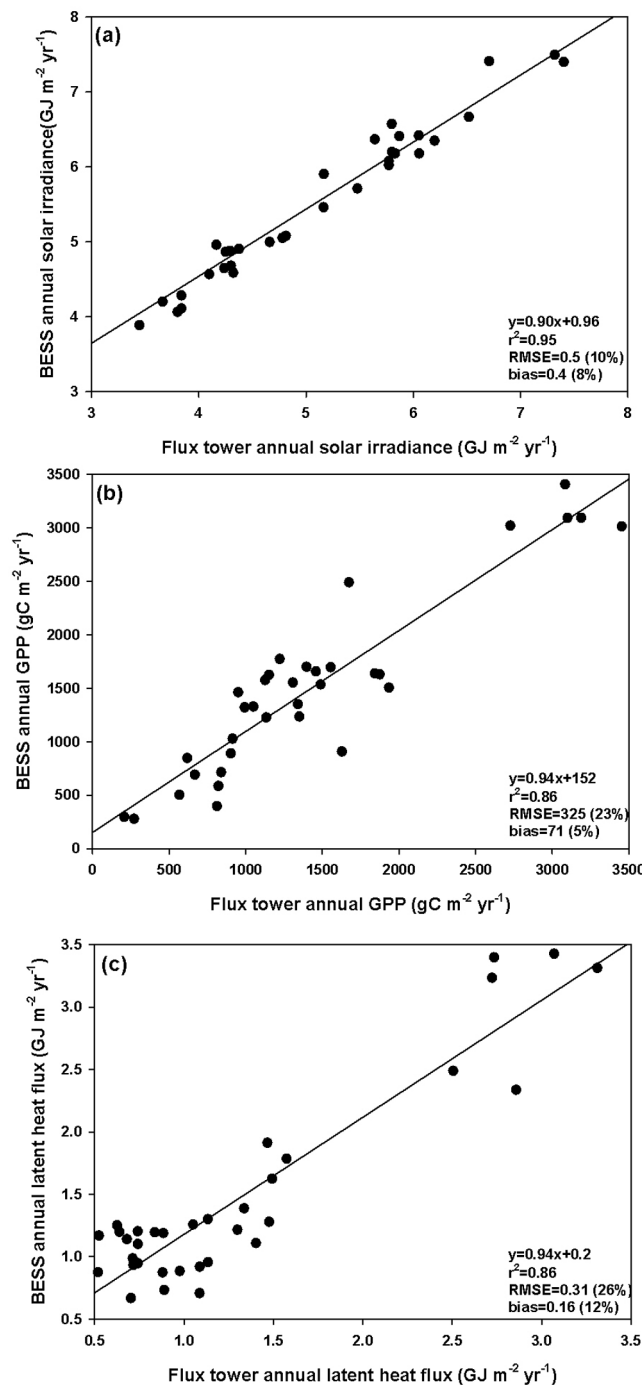 (a)
8
7
6
5
4
3
BESS annual solar irradiance(GJ m⁻² yr⁻¹)
y=0.90x+0.96
r²=0.95
RMSE=0.5 (10%)
bias=0.4 (8%)
3 4 5 6 7 8
Flux tower annual solar irradiance (GJ m⁻² yr⁻¹)
(b)
3500
3000
2500
2000
1500
1000
500
0
BESS annual GPP (gC m⁻² yr⁻¹)
y=0.94x+152
r²=0.86
RMSE=325 (23%)
bias=71 (5%)
0 500 1000 1500 2000 2500 3000 3500
Flux tower annual GPP (gC m⁻² yr⁻¹)
(c)
3.5
3.0
2.5
2.0
1.5
1.0
0.5
BESS annual latent heat flux (GJ m⁻² yr⁻¹)
y=0.94x+0.2
r²=0.86
RMSE=0.31 (26%)
bias=0.16 (12%)
0.5 1.0 1.5 2.0 2.5 3.0 3.5
Flux tower annual latent heat flux (GJ m⁻² yr⁻¹)